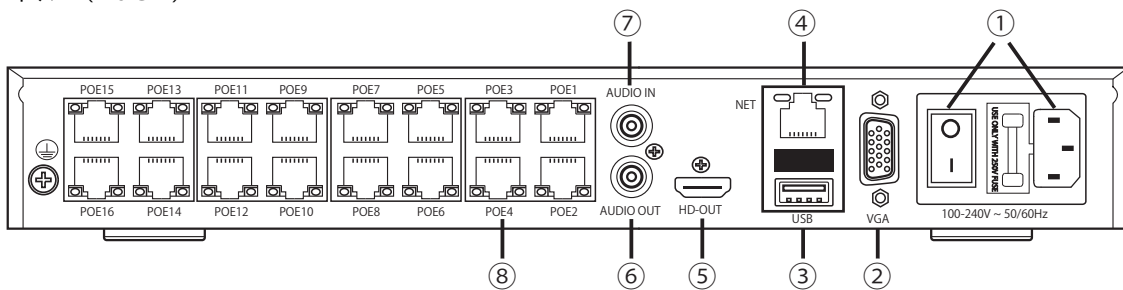 ⑦ ④ ①
POE15 POE13 POE11 POE9 POE7 POE5 POE3 POE1 AUDIO IN
NET
USE ONLY WITH 250V FUSE
POE16 POE14 POE12 POE10 POE8 POE6 POE4 POE2 AUDIO OUT HD-OUT USB VGA 100-240V ~ 50/60Hz
⑧ ⑥ ⑤ ③ ②